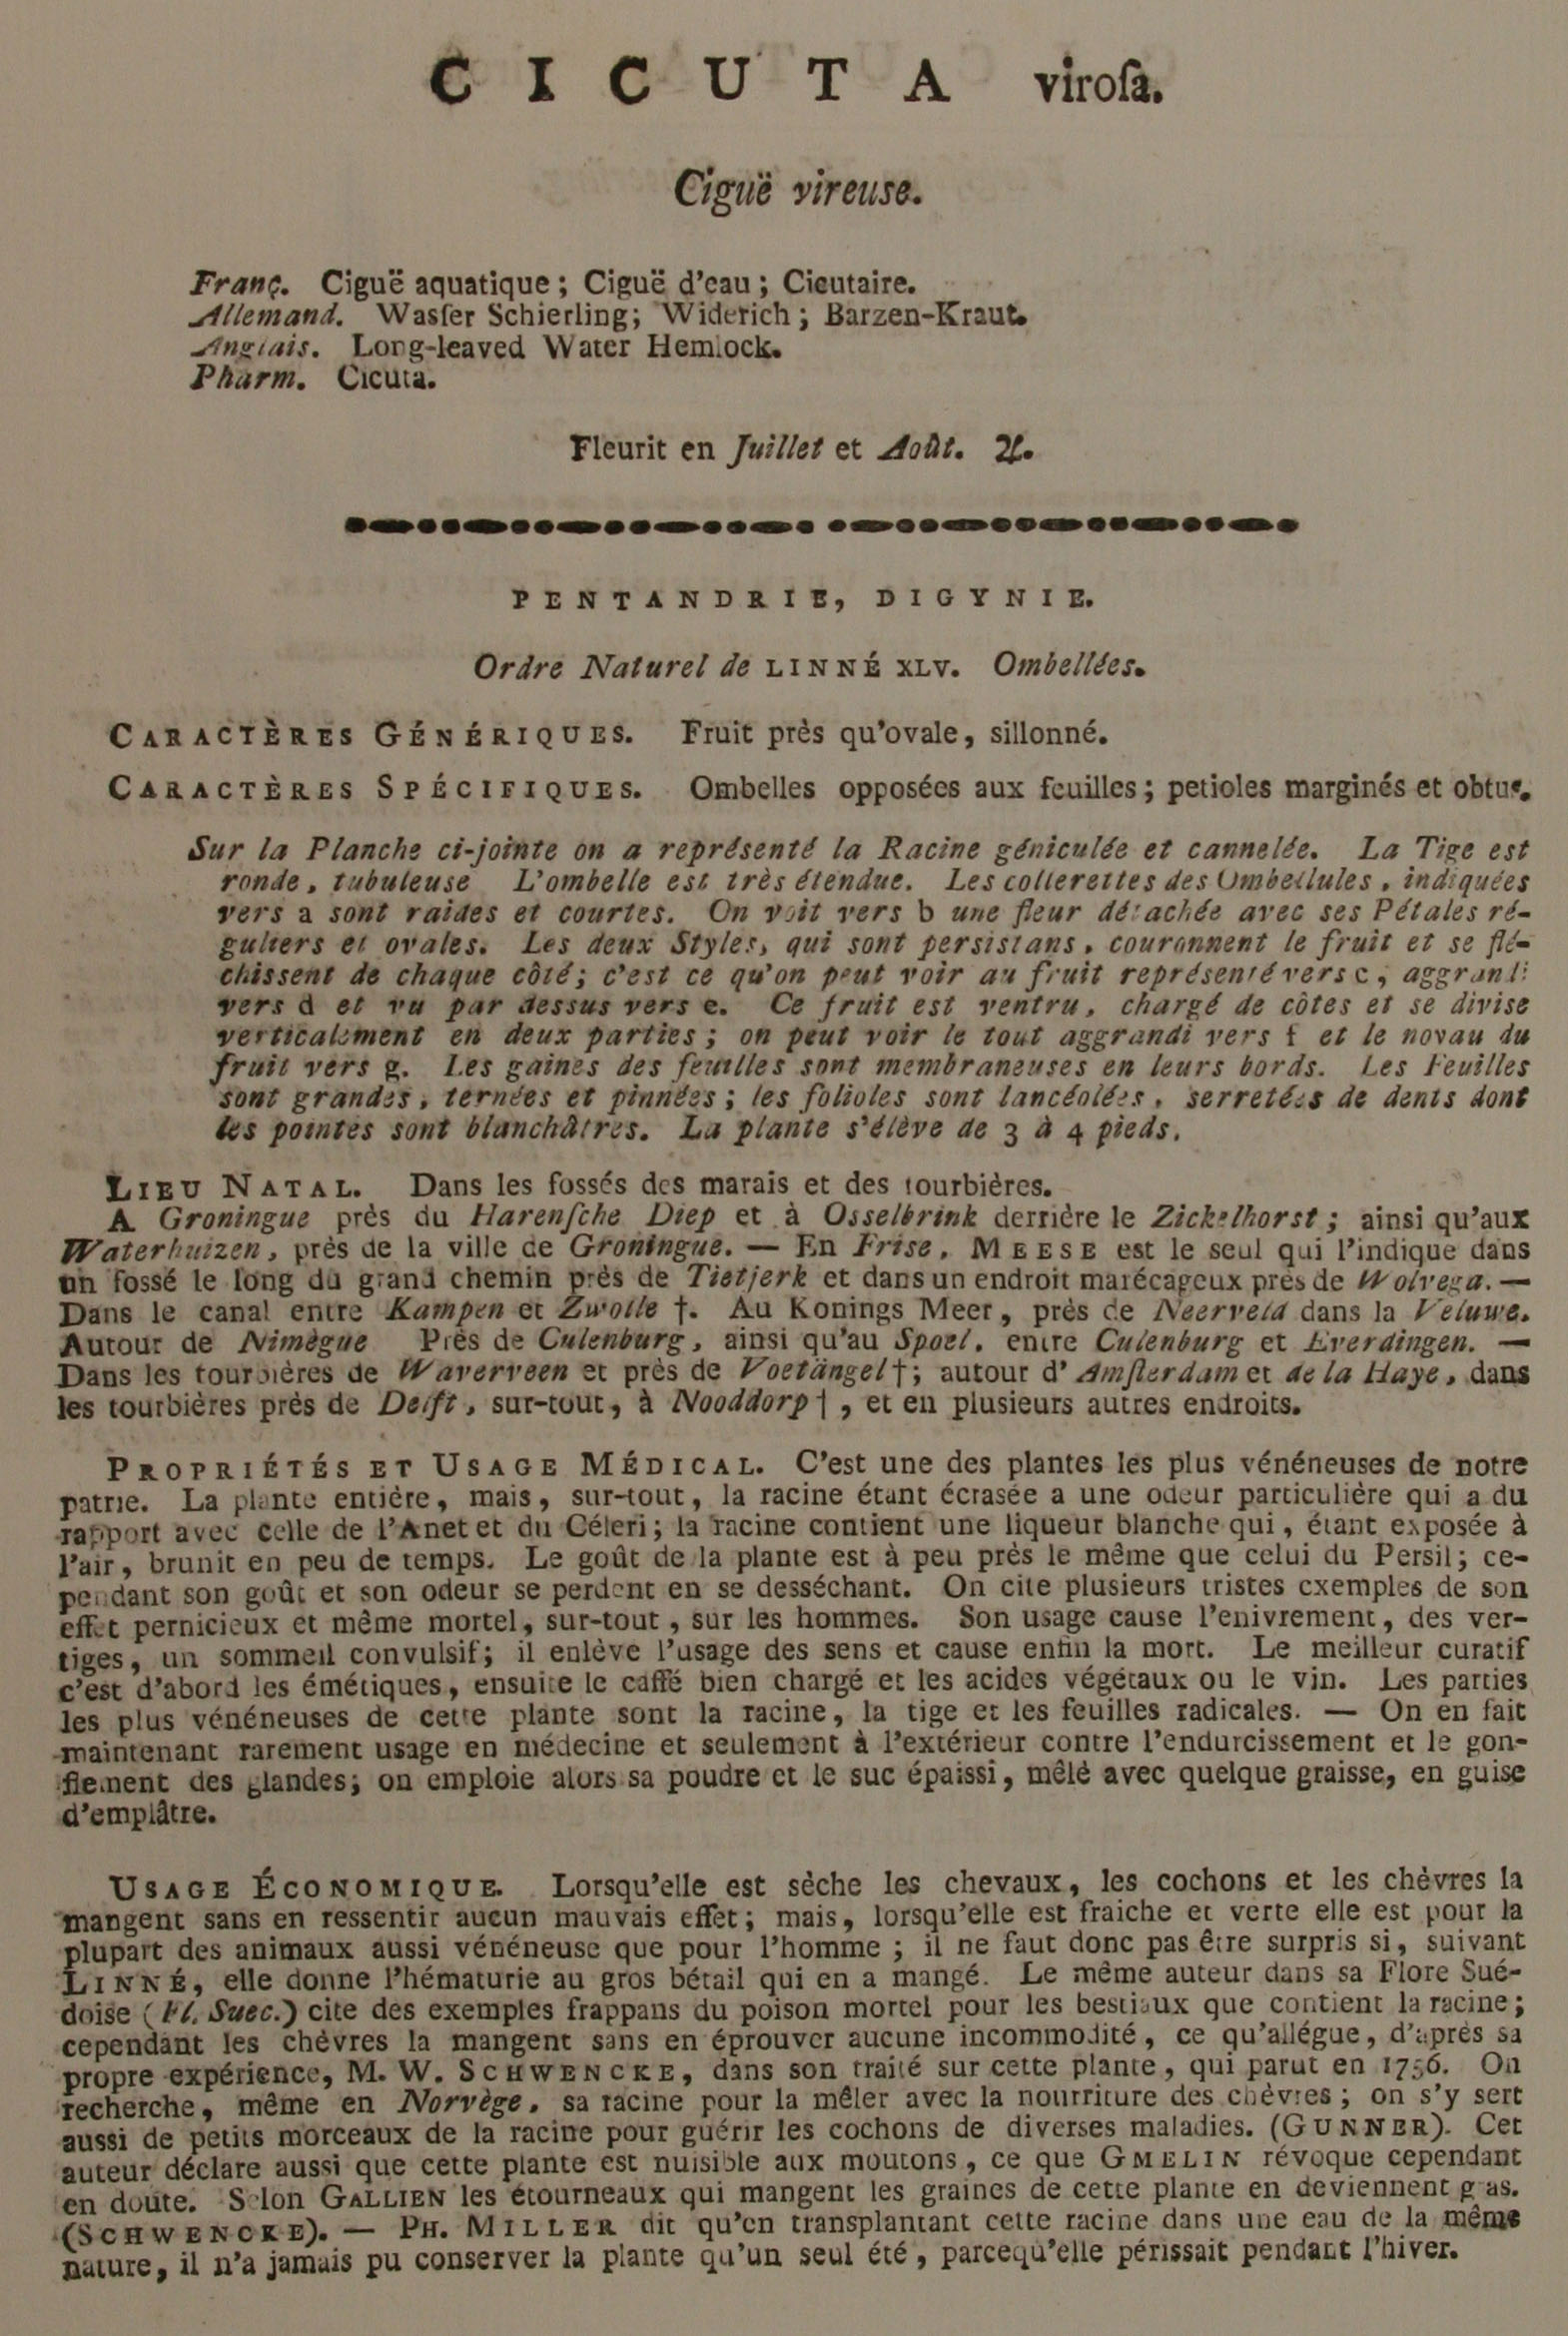 CICUTA viroſa.
Ciguë vireuse.
Franç. Ciguë aquatique; Ciguë d'eau; Cicutaire.
Allemand. Wasſer Schierling; Widerich; Barzen-Kraut.
Anglais. Long-leaved Water Hemlock.
Pharm. Cicuta.
Fleurit en Juillet et Août. ♃.
PENTANDRIE, DIGYNIE.
Ordre Naturel de LINNÉ XLV. Ombellées.
CARACTÈRES GÉNÉRIQUES. Fruit près qu'ovale, sillonné.
CARACTÈRES SPÉCIFIQUES. Ombelles opposées aux feuilles; petioles marginés et obtus.
Sur la Planche ci-jointe on a représenté la Racine géniculée et cannelée. La Tige est
ronde, tubuleuse L'ombelle est très étendue. Les collerettes des Ombellules, indiquées
vers a sont raides et courtes. On voit vers b une fleur détachée avec ses Pétales ré-
guliers et ovales. Les deux Styles, qui sont persistans, couronnent le fruit et se flé-
chissent de chaque côté; c'est ce qu'on peut voir au fruit représenté vers c, aggrandi
vers d et vu par dessus vers e. Ce fruit est ventru, chargé de côtes et se divise
verticalement en deux parties; on peut voir le tout aggrandi vers f et le noyau du
fruit vers g. Les gaines des feuilles sont membraneuses en leurs bords. Les Feuilles
sont grandes, ternées et pinnées; les folioles sont lancéolées, serretées de dents dont
les pointes sont blanchâtres. La plante s'élève de 3 à 4 pieds.
LIEU NATAL. Dans les fossés des marais et des tourbières.
A Groningue près du Harenſche Diep et à Osselbrink derrière le Zickelhorst; ainsi qu'aux
Waterhuizen, près de la ville de Groningue. — En Frise, MEESE est le seul qui l'indique dans
un fossé le long du grand chemin près de Tietjerk et dans un endroit marécageux près de Wolvega. —
Dans le canal entre Kampen et Zwolle †. Au Konings Meer, près de Neerveld dans la Veluwe.
Autour de Nimègue Près de Culenburg, ainsi qu'au Spoel, entre Culenburg et Everdingen. —
Dans les tourbières de Waverveen et près de Voetängel †; autour d'Amſterdam et de la Haye, dans
les tourbières près de Delft, sur-tout, à Nooddorp †, et en plusieurs autres endroits.
PROPRIÉTÉS ET USAGE MÉDICAL. C'est une des plantes les plus vénéneuses de notre
patrie. La plante entière, mais, sur-tout, la racine étant écrasée a une odeur particulière qui a du
rapport avec celle de l'Anet et du Céleri; la racine contient une liqueur blanche qui, étant exposée à
l'air, brunit en peu de temps. Le goût de la plante est à peu près le même que celui du Persil; ce-
pendant son goût et son odeur se perdent en se desséchant. On cite plusieurs tristes exemples de son
effet pernicieux et même mortel, sur-tout, sur les hommes. Son usage cause l'enivrement, des ver-
tiges, un sommeil convulsif; il enlève l'usage des sens et cause enfin la mort. Le meilleur curatif
c'est d'abord les émétiques, ensuite le caffé bien chargé et les acides végétaux ou le vin. Les parties
les plus vénéneuses de cette plante sont la racine, la tige et les feuilles radicales. — On en fait
maintenant rarement usage en médecine et seulement à l'extérieur contre l'endurcissement et le gon-
flement des glandes; on emploie alors sa poudre et le suc épaissi, mêlé avec quelque graisse, en guise
d'emplâtre.
USAGE ÉCONOMIQUE. Lorsqu'elle est sèche les chevaux, les cochons et les chèvres la
mangent sans en ressentir aucun mauvais effet; mais, lorsqu'elle est fraiche et verte elle est pour la
plupart des animaux aussi vénéneuse que pour l'homme; il ne faut donc pas être surpris si, suivant
LINNÉ, elle donne l'hématurie au gros bétail qui en a mangé. Le même auteur dans sa Flore Sué-
doise (Fl. Suec.) cite des exemples frappans du poison mortel pour les bestiaux que contient la racine;
cependant les chèvres la mangent sans en éprouver aucune incommodité, ce qu'allégue, d'après sa
propre expérience, M. W. SCHWENCKE, dans son traité sur cette plante, qui parut en 1756. On
recherche, même en Norvège, sa racine pour la mêler avec la nourriture des chèvres; on s'y sert
aussi de petits morceaux de la racine pour guérir les cochons de diverses maladies. (GUNNER). Cet
auteur déclare aussi que cette plante est nuisible aux moutons, ce que GMELIN révoque cependant
en doute. Selon GALLIEN les étourneaux qui mangent les graines de cette plante en deviennent gras.
(SCHWENCKE). — PH. MILLER dit qu'en transplantant cette racine dans une eau de la même
nature, il n'a jamais pu conserver la plante qu'un seul été, parcequ'elle périssait pendant l'hiver.